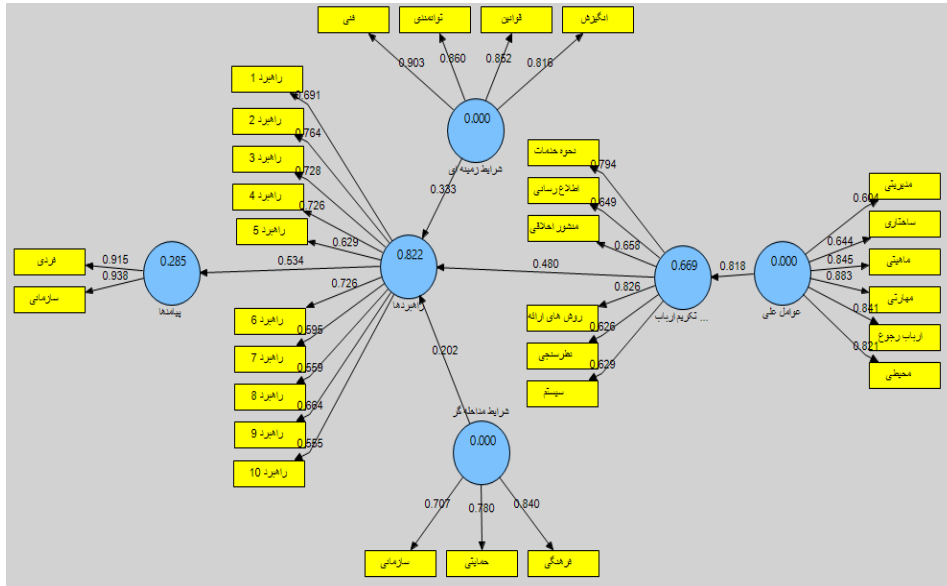 فنی
توانمندی
قوانین
انگیزش
0.903
0.860
0.852
0.816
0.000
شرایط زمینه ای
0.333
راهبرد 1
0.691
راهبرد 2
0.764
راهبرد 3
0.728
راهبرد 4
0.726
راهبرد 5
0.629
راهبرد 6
0.726
راهبرد 7
0.595
راهبرد 8
0.559
راهبرد 9
0.664
راهبرد 10
0.555
0.822
راهبردها
0.534
0.285
پیامدها
فردی
0.915
سازمانی
0.938
نحوه خدمات
0.794
اطلاع رسانی
0.649
منشور اخلاقی
0.658
روش های ارائه
0.826
نظرسنجی
0.626
سیستم
0.629
0.480
0.669
تکریم ارباب ...
0.818
0.000
عوامل علی
مدیریتی
0.604
ساختاری
0.644
ماهیتی
0.845
مهارتی
0.883
ارباب رجوع
0.841
محیطی
0.821
0.202
شرایط مداخله گر
0.000
0.707
0.780
0.840
سازمانی
حمایتی
فرهنگی